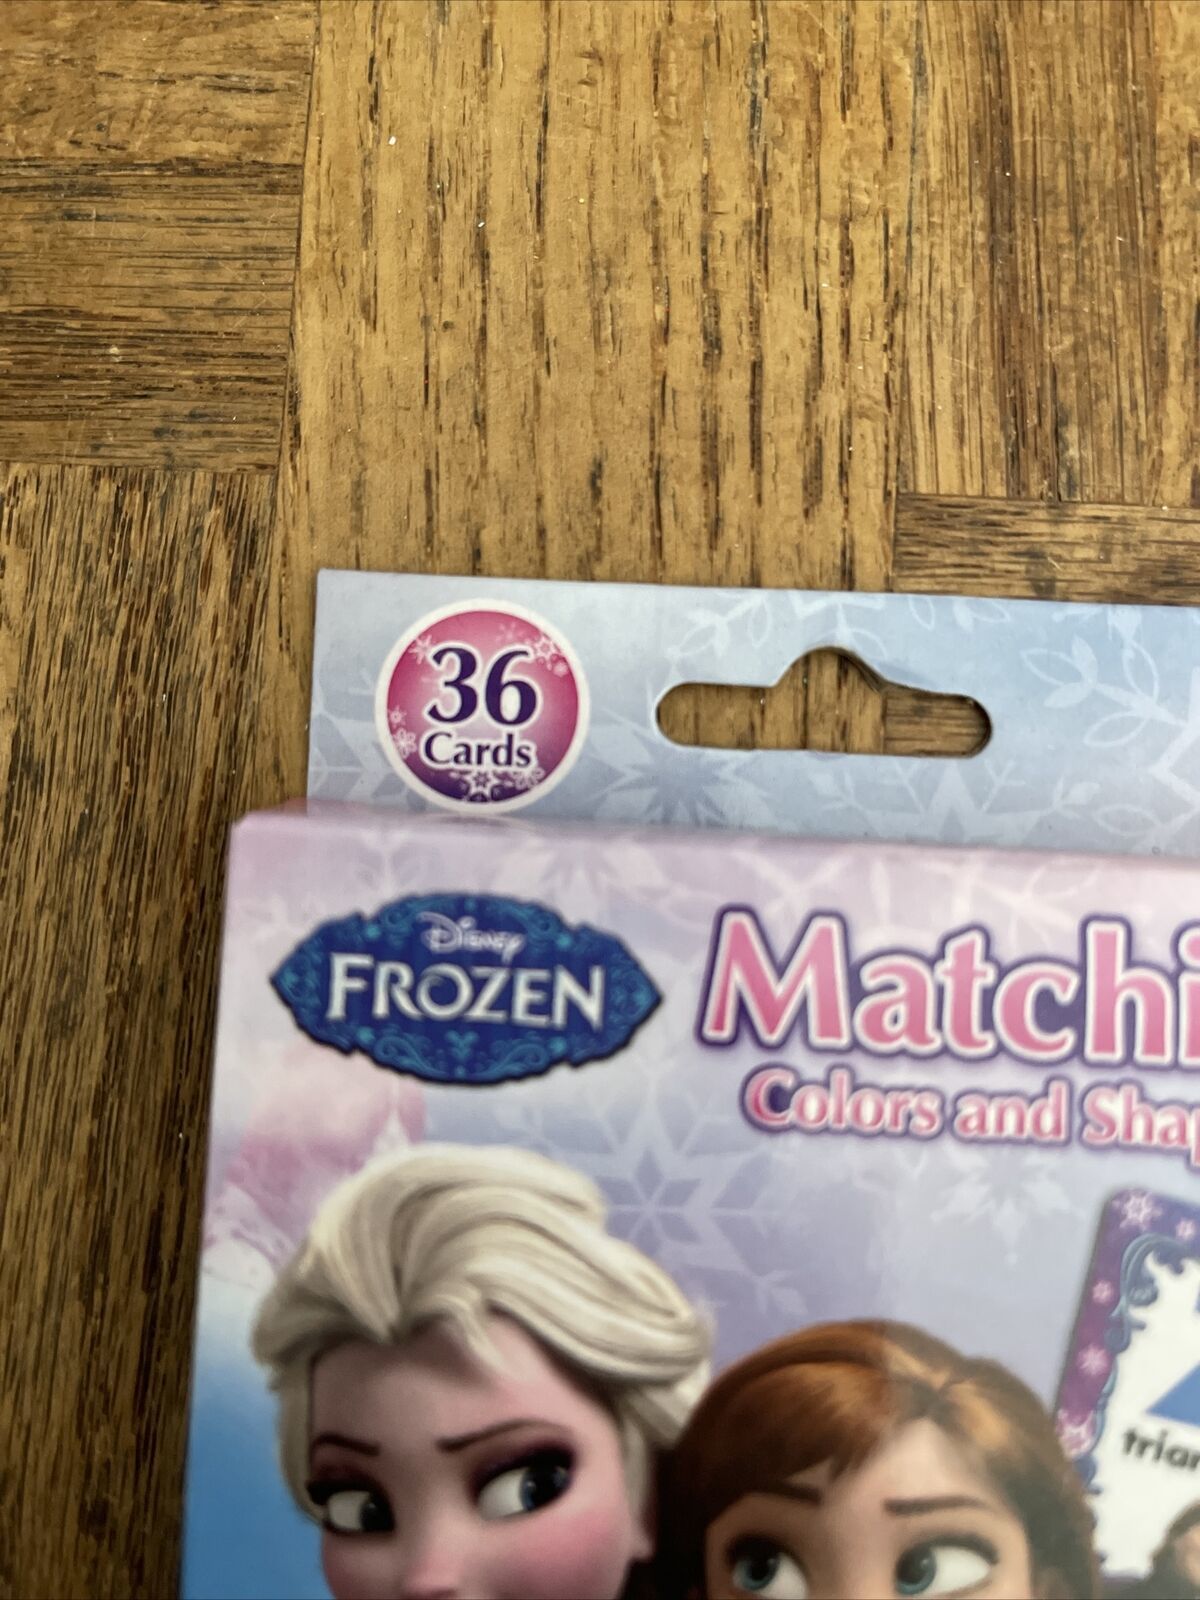 36
Cards
Disney
FROZEN
Matchi
Colors and Shap
trian